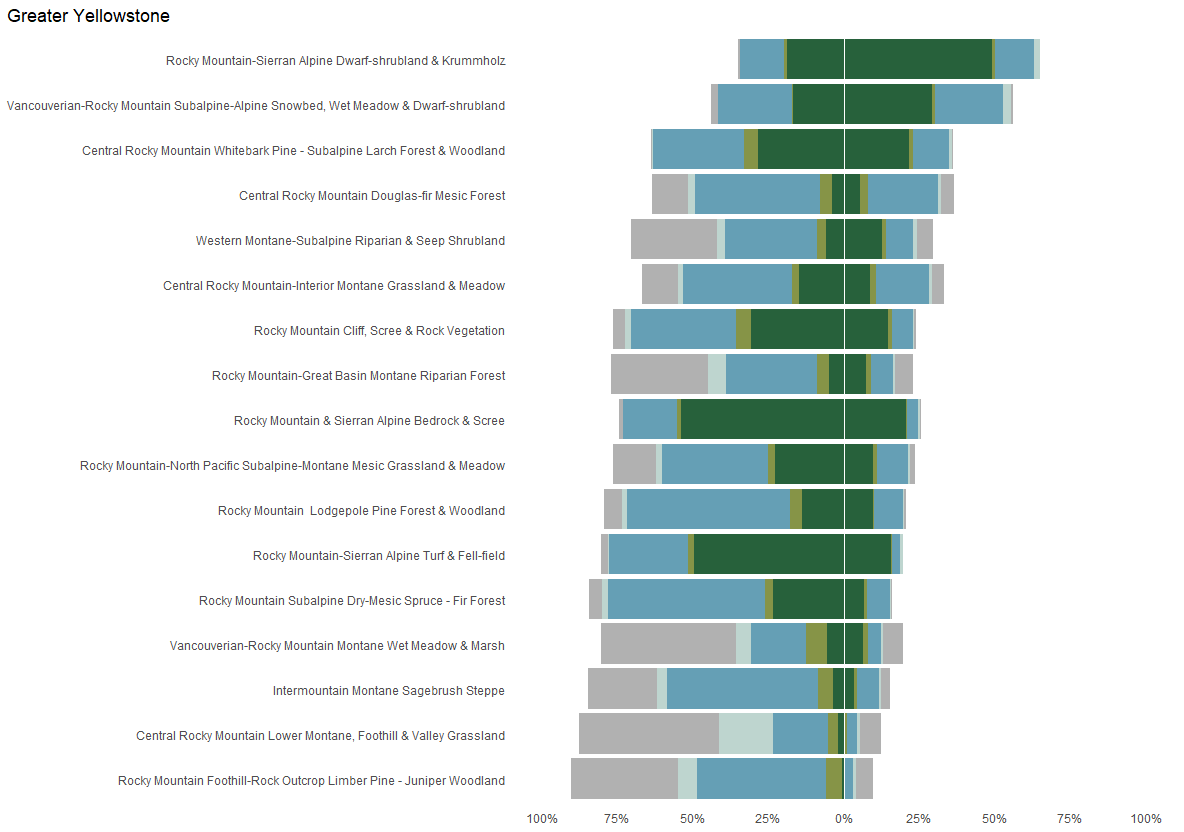 Greater Yellowstone
Rocky Mountain-Sierran Alpine Dwarf-shrubland & Krummholz
Vancouverian-Rocky Mountain Subalpine-Alpine Snowbed, Wet Meadow & Dwarf-shrubland
Central Rocky Mountain Whitebark Pine - Subalpine Larch Forest & Woodland
Central Rocky Mountain Douglas-fir Mesic Forest
Western Montane-Subalpine Riparian & Seep Shrubland
Central Rocky Mountain-Interior Montane Grassland & Meadow
Rocky Mountain Cliff, Scree & Rock Vegetation
Rocky Mountain-Great Basin Montane Riparian Forest
Rocky Mountain & Sierran Alpine Bedrock & Scree
Rocky Mountain-North Pacific Subalpine-Montane Mesic Grassland & Meadow
Rocky Mountain  Lodgepole Pine Forest & Woodland
Rocky Mountain-Sierran Alpine Turf & Fell-field
Rocky Mountain Subalpine Dry-Mesic Spruce - Fir Forest
Vancouverian-Rocky Mountain Montane Wet Meadow & Marsh
Intermountain Montane Sagebrush Steppe
Central Rocky Mountain Lower Montane, Foothill & Valley Grassland
Rocky Mountain Foothill-Rock Outcrop Limber Pine - Juniper Woodland
100% 75% 50% 25% 0% 25% 50% 75% 100%